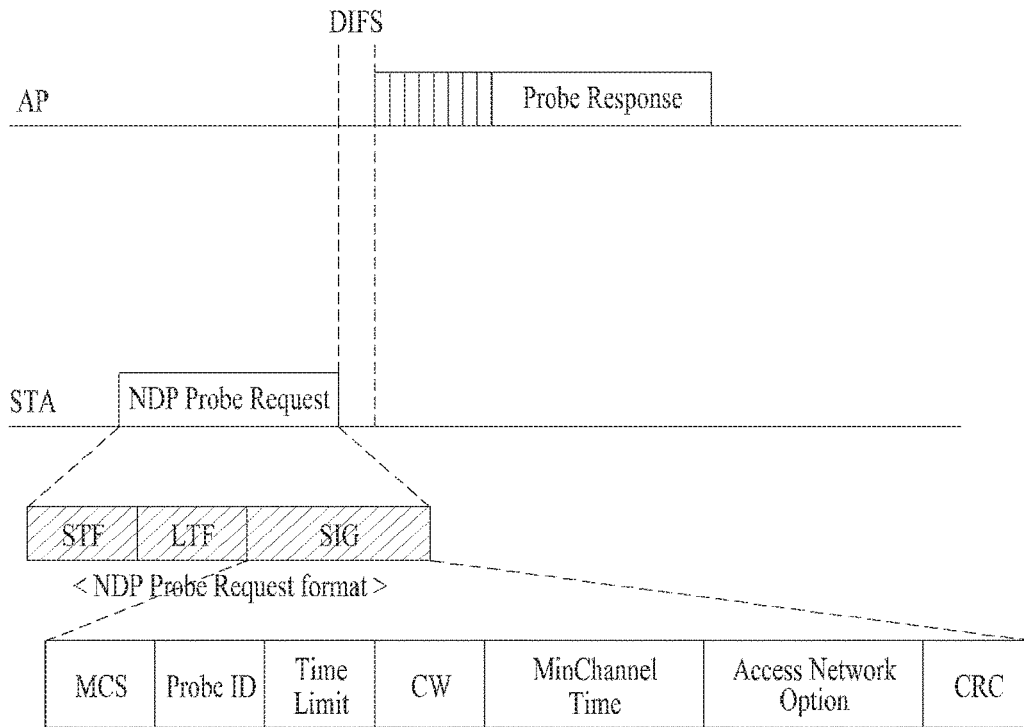 DIFS
AP
Probe Response
STA
NDP Probe Request
STF
LTF
SIG
< NDP Probe Request format >
MCS
Probe ID
Time
Limit
CW
MinChannel
Time
Access Network
Option
CRC